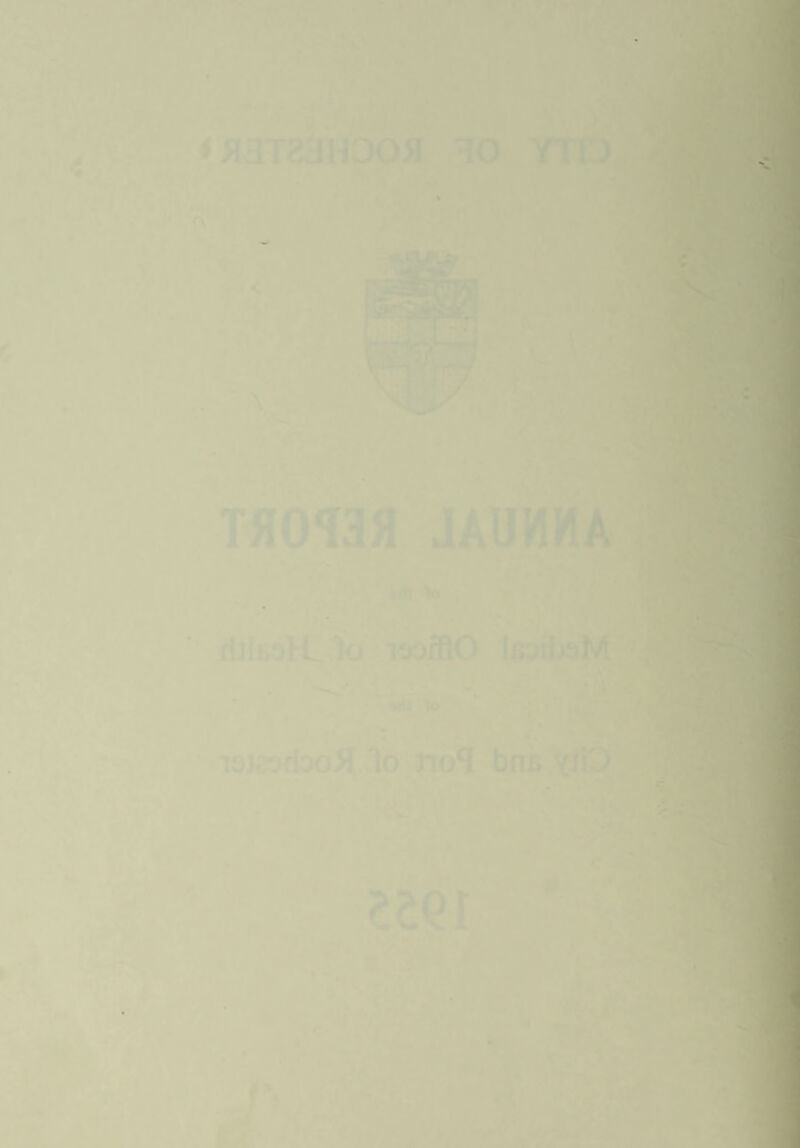 CITY OF ROCHESTER
ANNUAL REPORT
of the
Medical Officer of Health
of the
City and Port of Rochester
1955